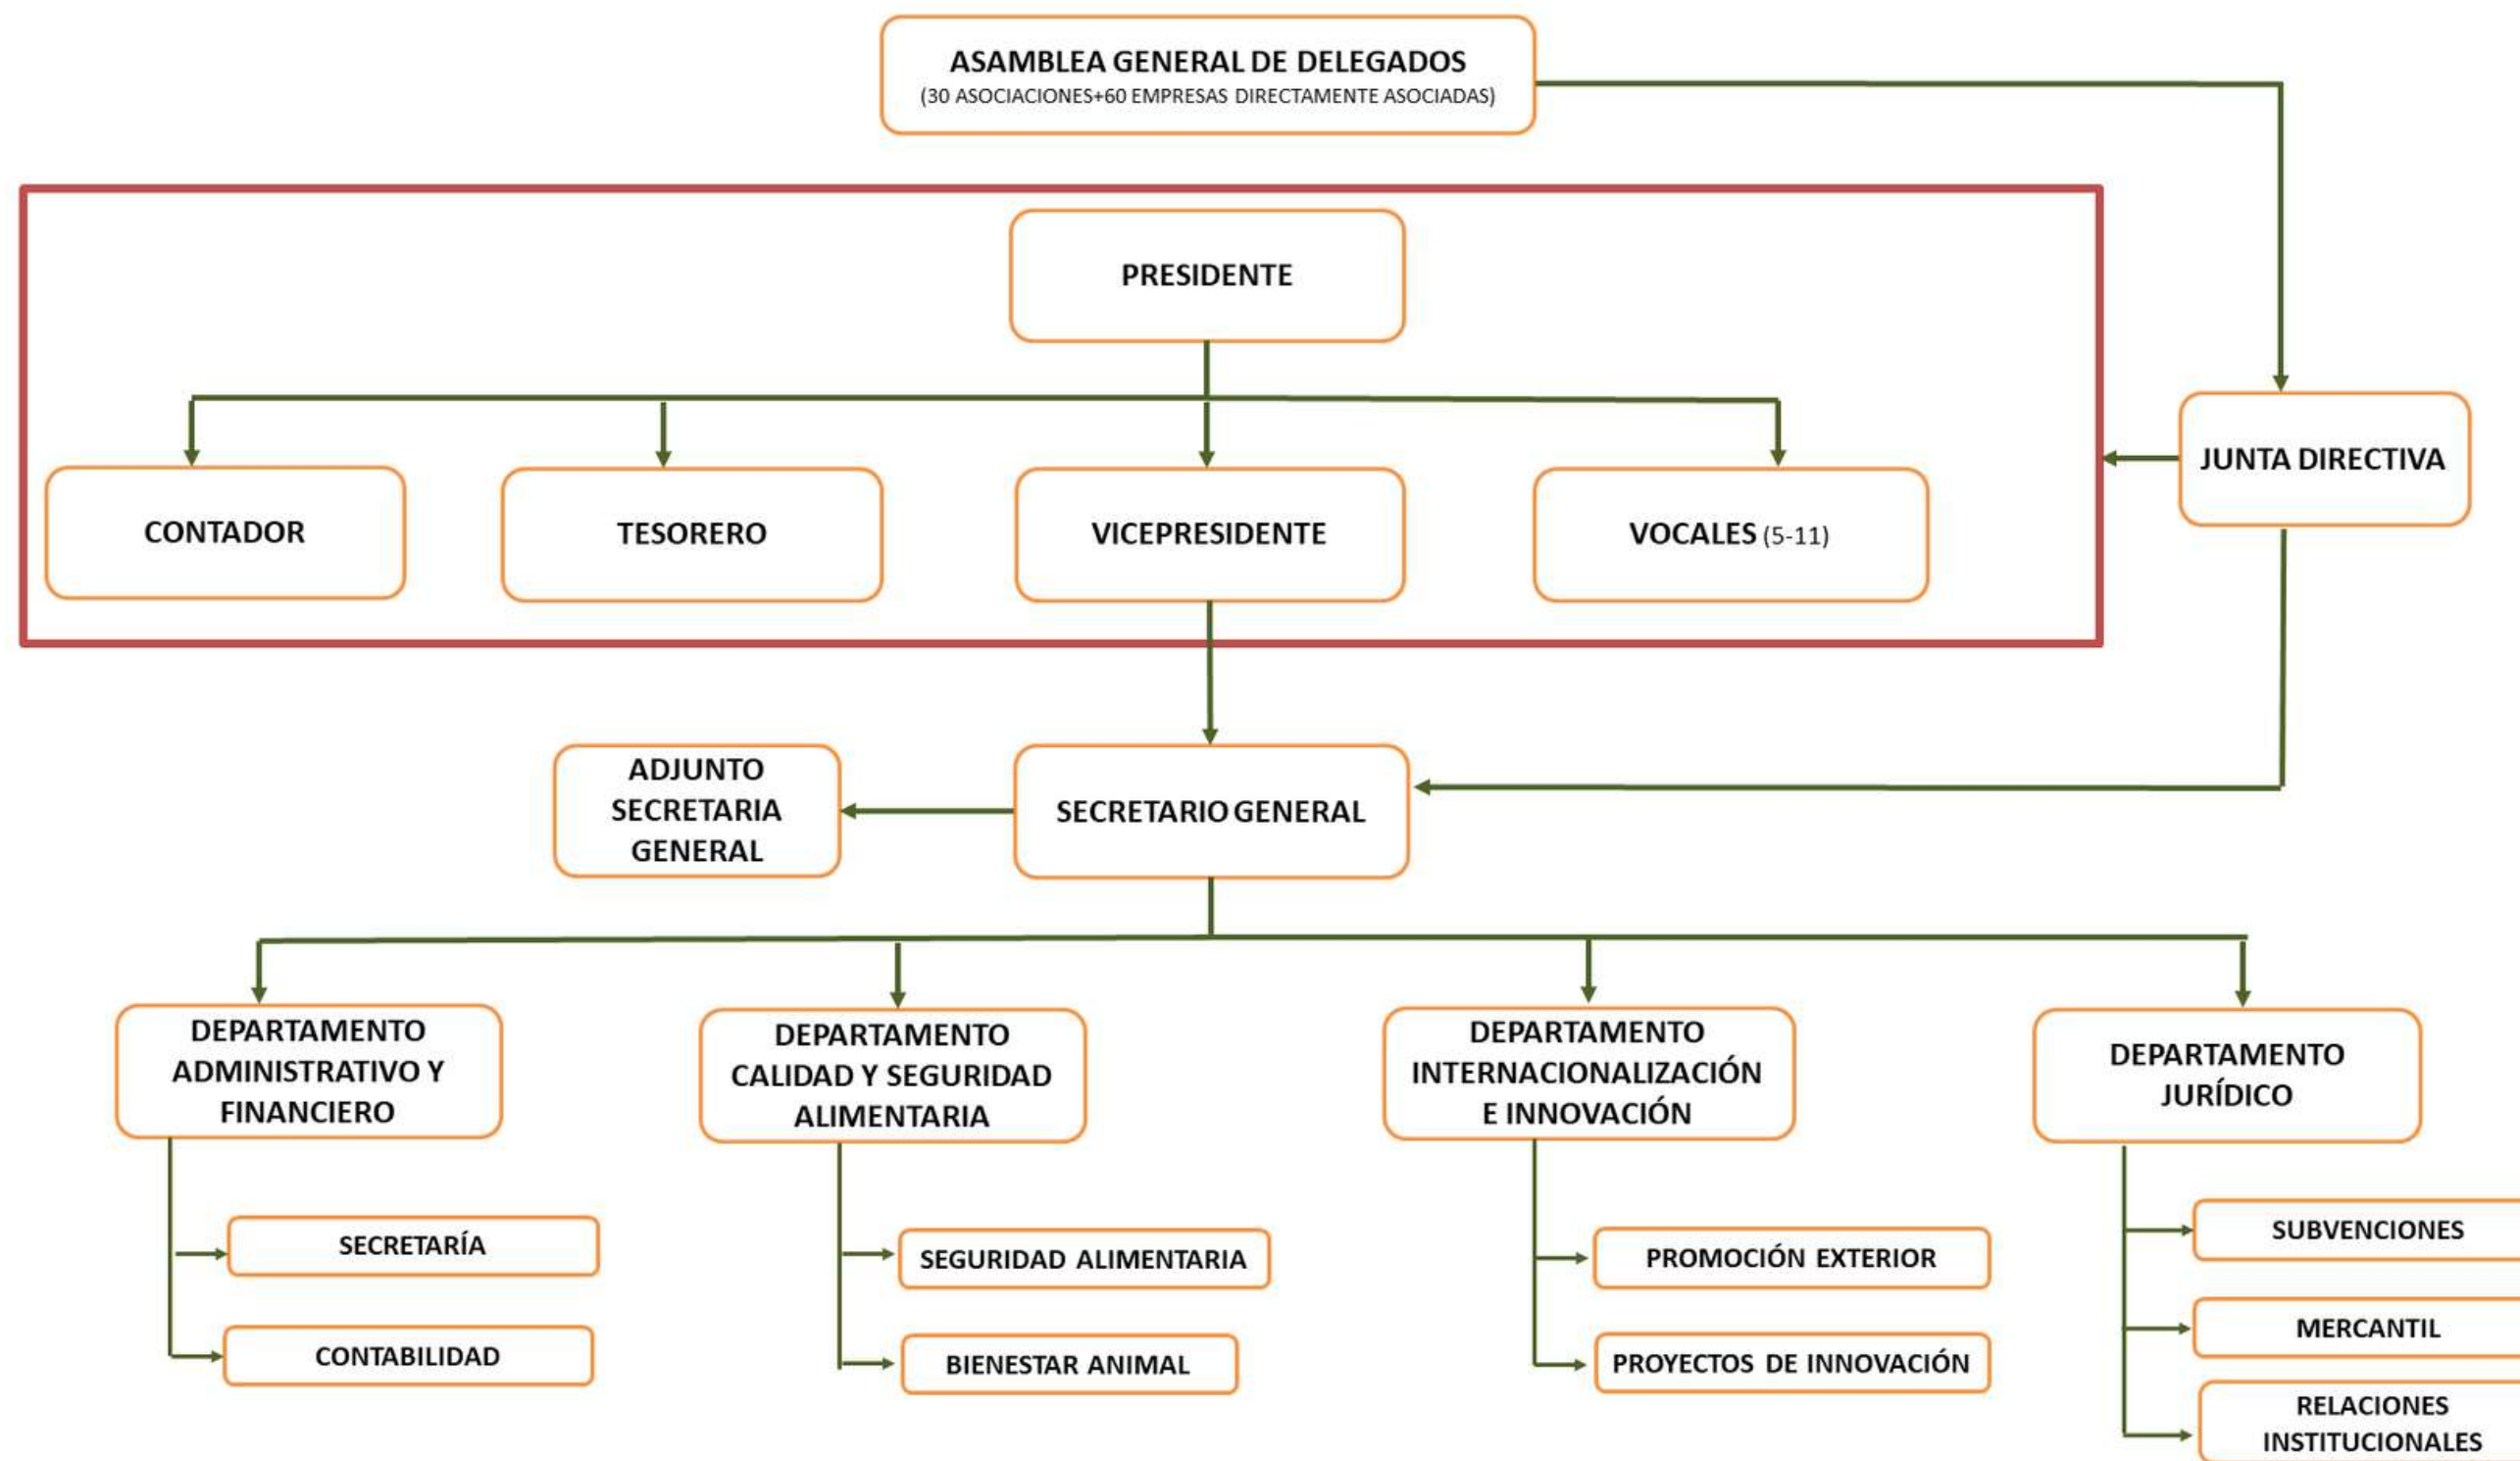 ASAMBLEA GENERAL DE DELEGADOS
(30 ASOCIACIONES+60 EMPRESAS DIRECTAMENTE ASOCIADAS)
PRESIDENTE
JUNTA DIRECTIVA
CONTADOR
TESORERO
VICEPRESIDENTE
VOCALES (5-11)
ADJUNTO
SECRETARIA
GENERAL
SECRETARIO GENERAL
DEPARTAMENTO
ADMINISTRATIVO Y
FINANCIERO
DEPARTAMENTO
CALIDAD Y SEGURIDAD
ALIMENTARIA
DEPARTAMENTO
INTERNACIONALIZACIÓN
E INNOVACIÓN
DEPARTAMENTO
JURÍDICO
SECRETARÍA
CONTABILIDAD
SEGURIDAD ALIMENTARIA
BIENESTAR ANIMAL
PROMOCIÓN EXTERIOR
PROYECTOS DE INNOVACIÓN
SUBVENCIONES
MERCANTIL
RELACIONES
INSTITUCIONALES